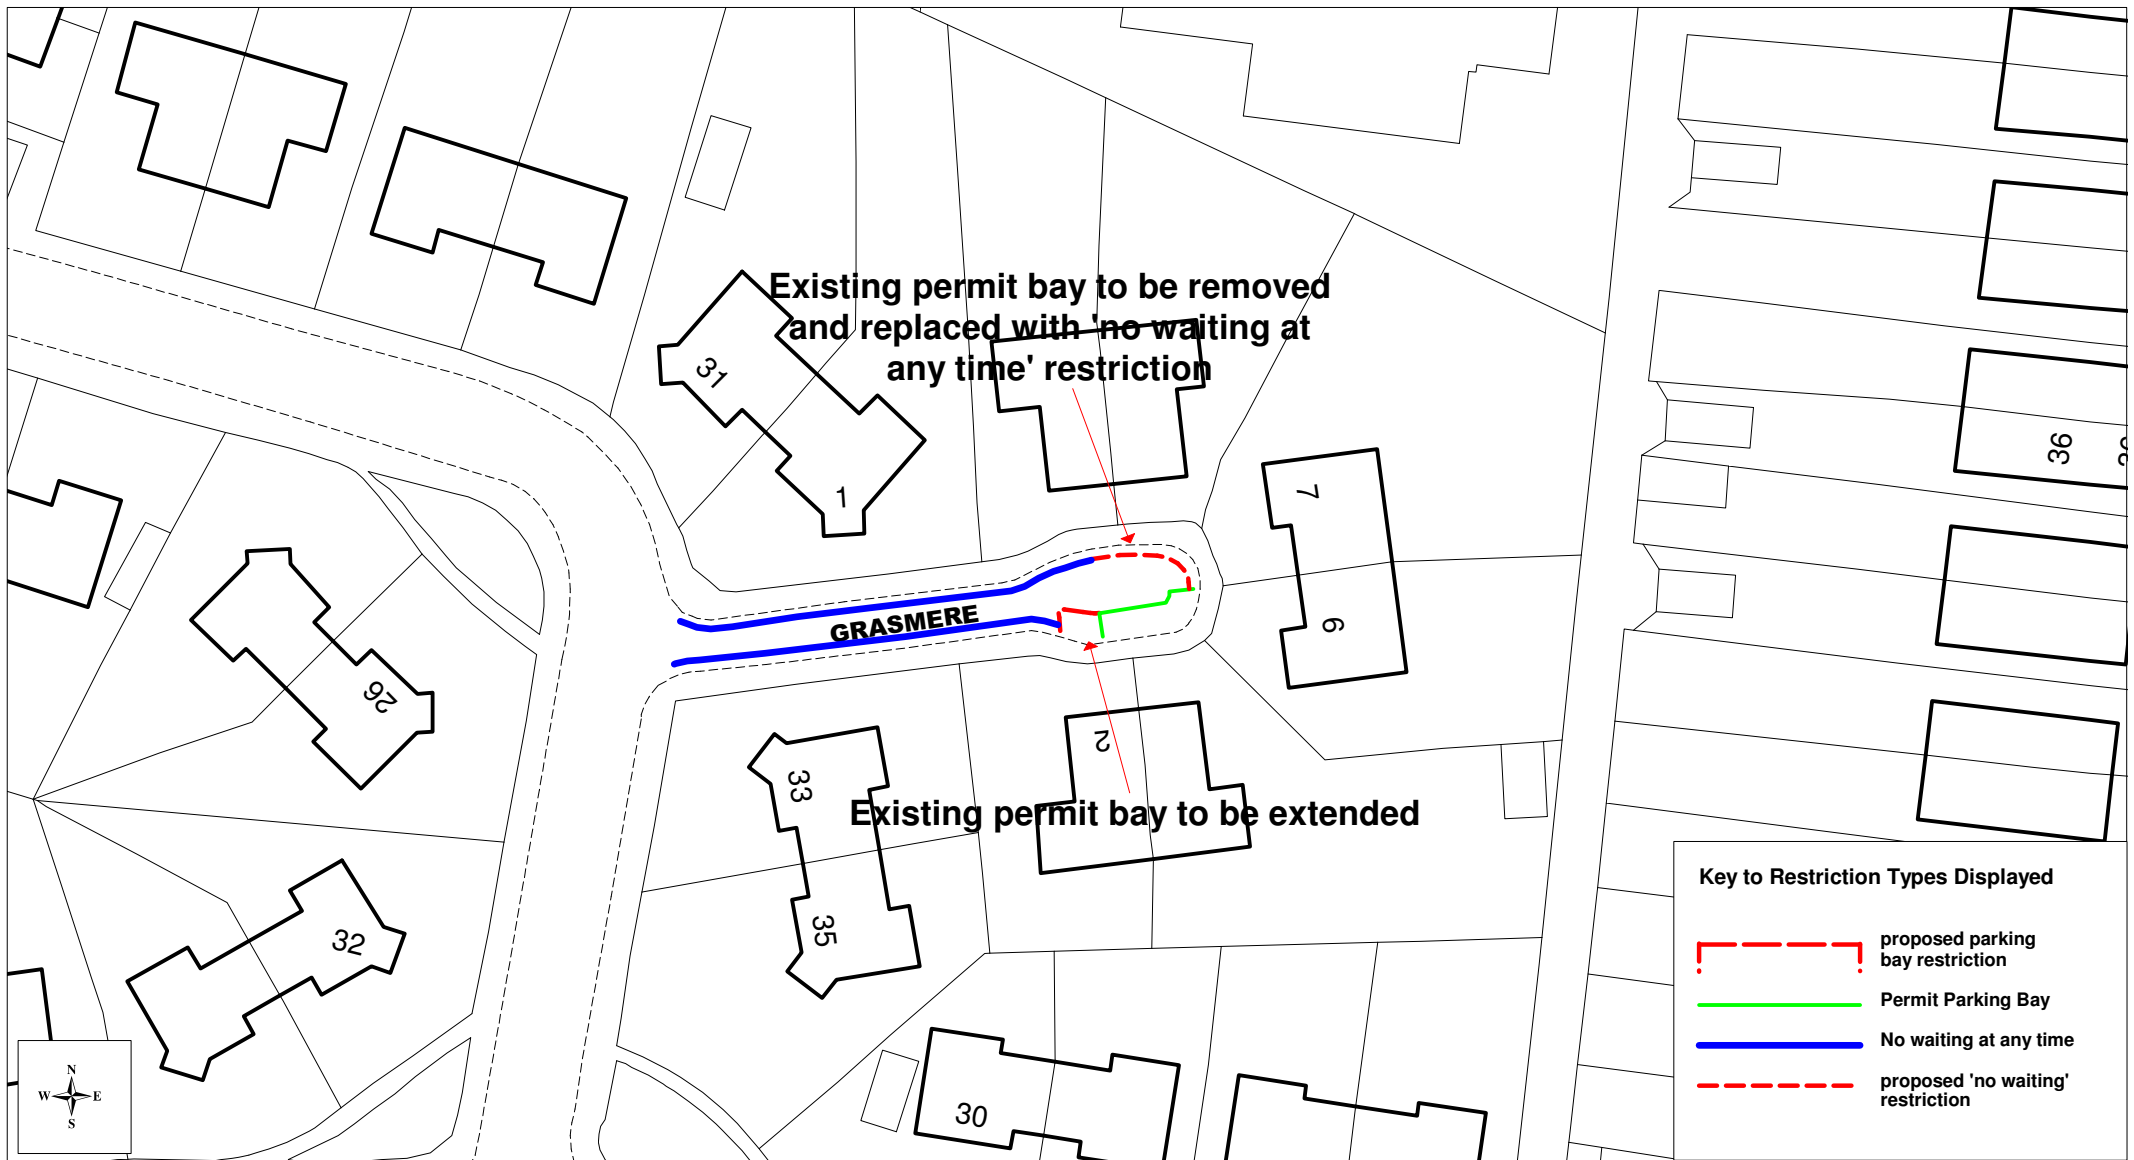 Existing permit bay to be removed
and replaced with 'no waiting at
any time' restriction
31
1
7
6
36
GRASMERE
26
2
33
Existing permit bay to be extended
35
32
30
Key to Restriction Types Displayed
proposed parking
bay restriction
Permit Parking Bay
No waiting at any time
proposed 'no waiting'
restriction
N
W E
S